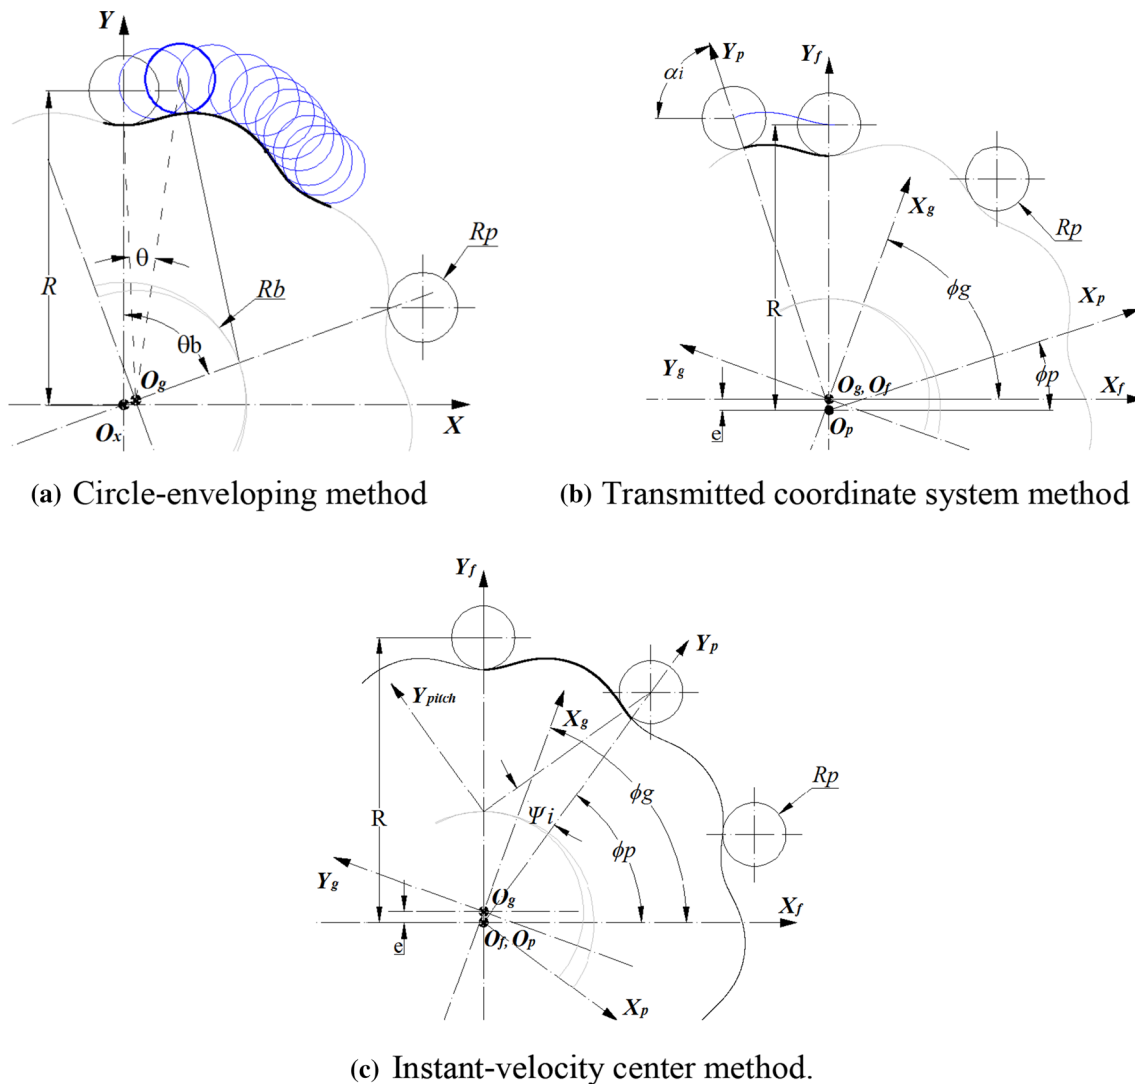 Y
R
θ
Rb
Rp
θb
Og
Ox
X
(a) Circle-enveloping method
αi
Yp
Yf
Xg
Rp
R
ϕg
Xp
Yg
Og, Of
ϕp
Xf
e
Op
(b) Transmitted coordinate system method
Yf
Yp
Ypitch
Xg
R
ϕg
Rp
Ψi
ϕp
Yg
Og
Xf
e
Of, Op
Xp
(c) Instant-velocity center method.